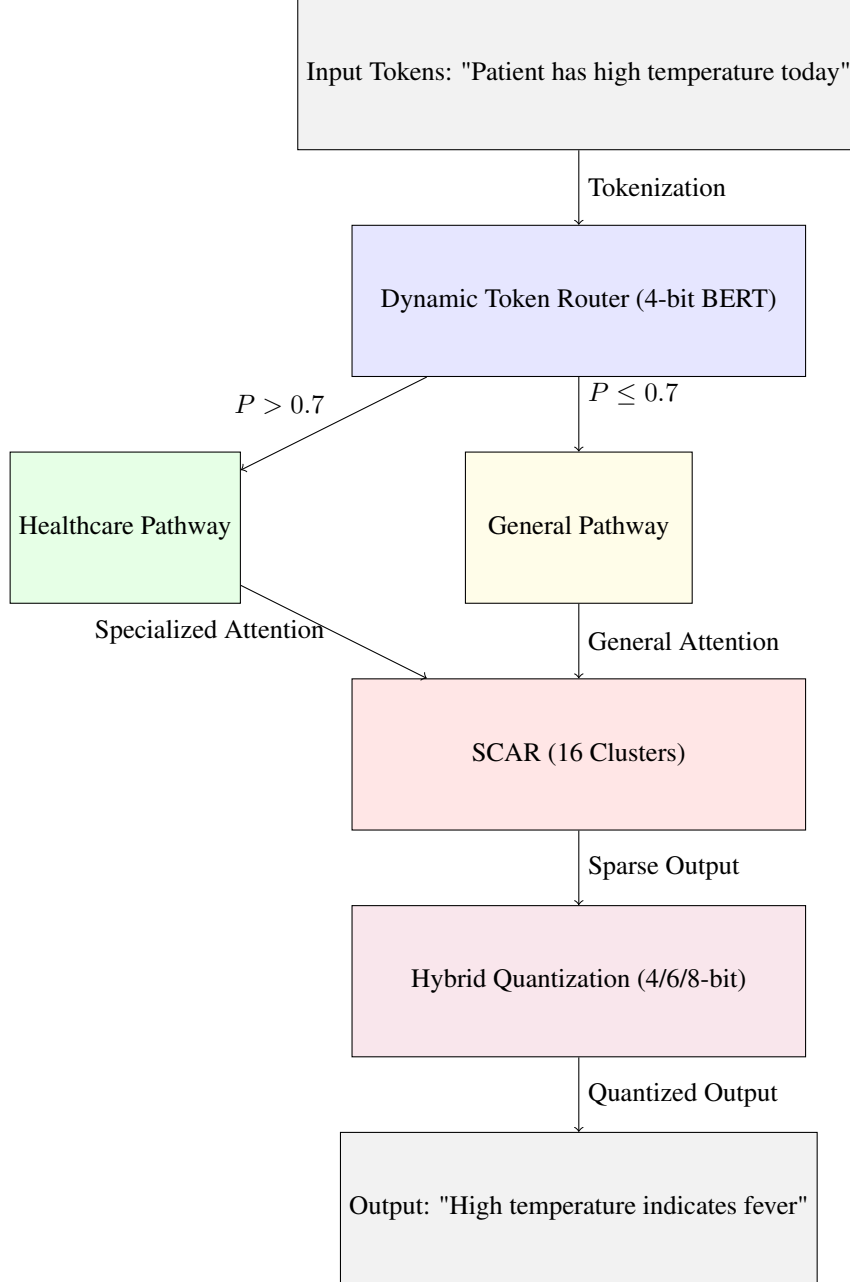 Input Tokens: "Patient has high temperature today"
Tokenization
Dynamic Token Router (4-bit BERT)
P > 0.7
P ≤ 0.7
Healthcare Pathway
General Pathway
Specialized Attention
General Attention
SCAR (16 Clusters)
Sparse Output
Hybrid Quantization (4/6/8-bit)
Quantized Output
Output: "High temperature indicates fever"